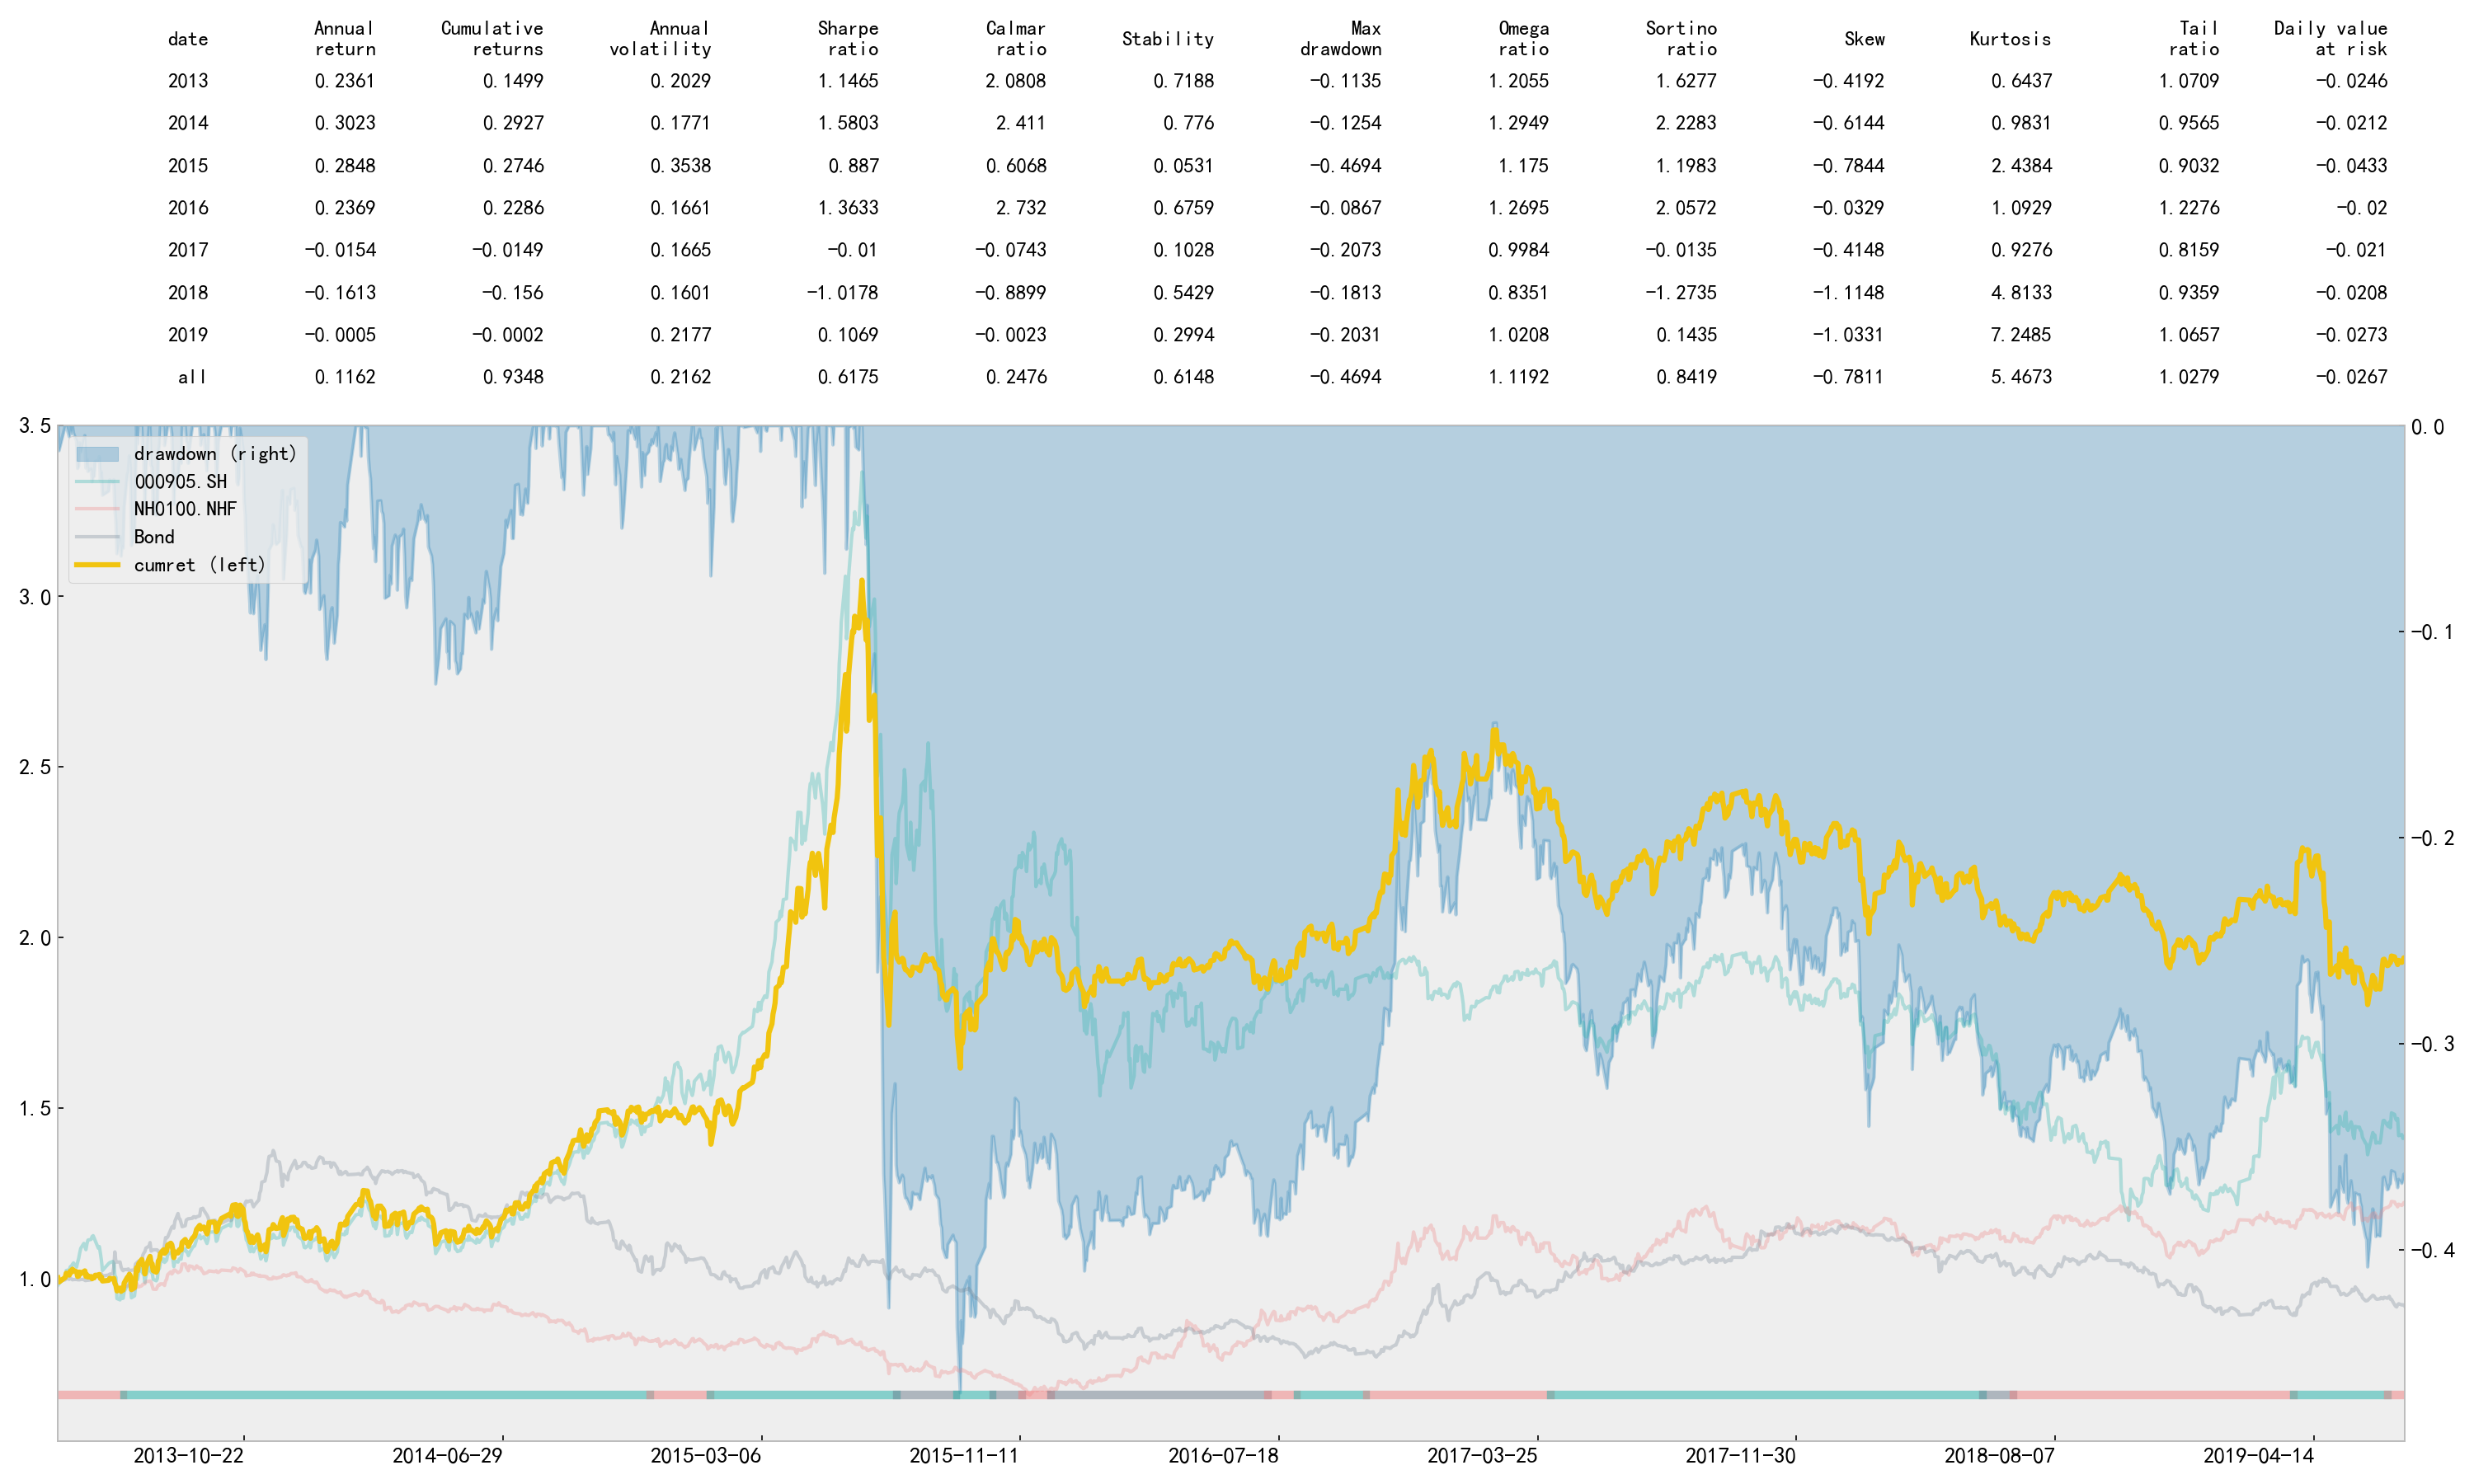 date Annual return Cumulative returns Annual volatility Sharpe ratio Calmar ratio Stability Max drawdown Omega ratio Sortino ratio Skew Kurtosis Tail ratio Daily value at risk
2013 0.2361 0.1499 0.2029 1.1465 2.0808 0.7188 -0.1135 1.2055 1.6277 -0.4192 0.6437 1.0709 -0.0246
2014 0.3023 0.2927 0.1771 1.5803 2.411 0.776 -0.1254 1.2949 2.2283 -0.6144 0.9831 0.9565 -0.0212
2015 0.2848 0.2746 0.3538 0.887 0.6068 0.0531 -0.4694 1.175 1.1983 -0.7844 2.4384 0.9032 -0.0433
2016 0.2369 0.2286 0.1661 1.3633 2.732 0.6759 -0.0867 1.2695 2.0572 -0.0329 1.0929 1.2276 -0.02
2017 -0.0154 -0.0149 0.1665 -0.01 -0.0743 0.1028 -0.2073 0.9984 -0.0135 -0.4148 0.9276 0.8159 -0.021
2018 -0.1613 -0.156 0.1601 -1.0178 -0.8899 0.5429 -0.1813 0.8351 -1.2735 -1.1148 4.8133 0.9359 -0.0208
2019 -0.0005 -0.0002 0.2177 0.1069 -0.0023 0.2994 -0.2031 1.0208 0.1435 -1.0331 7.2485 1.0657 -0.0273
all 0.1162 0.9348 0.2162 0.6175 0.2476 0.6148 -0.4694 1.1192 0.8419 -0.7811 5.4673 1.0279 -0.0267
3.5
3.0
2.5
2.0
1.5
1.0
drawdown (right)
000905.SH
NH0100.NHF
Bond
cumret (left)
0.0
-0.1
-0.2
-0.3
-0.4
2013-10-22 2014-06-29 2015-03-06 2015-11-11 2016-07-18 2017-03-25 2017-11-30 2018-08-07 2019-04-14